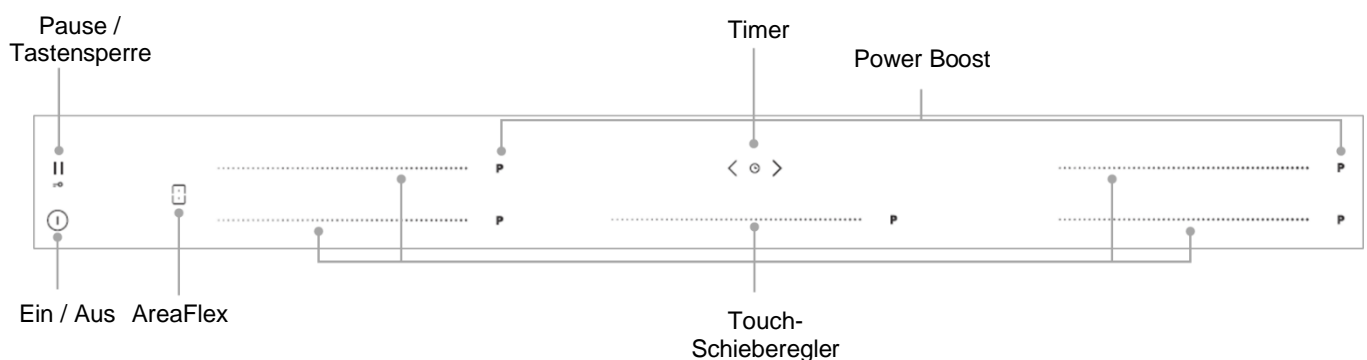 Pause /
Tastensperre
Timer
Power Boost
P
P
P
P
P
Ein / Aus
AreaFlex
Touch-
Schieberegler